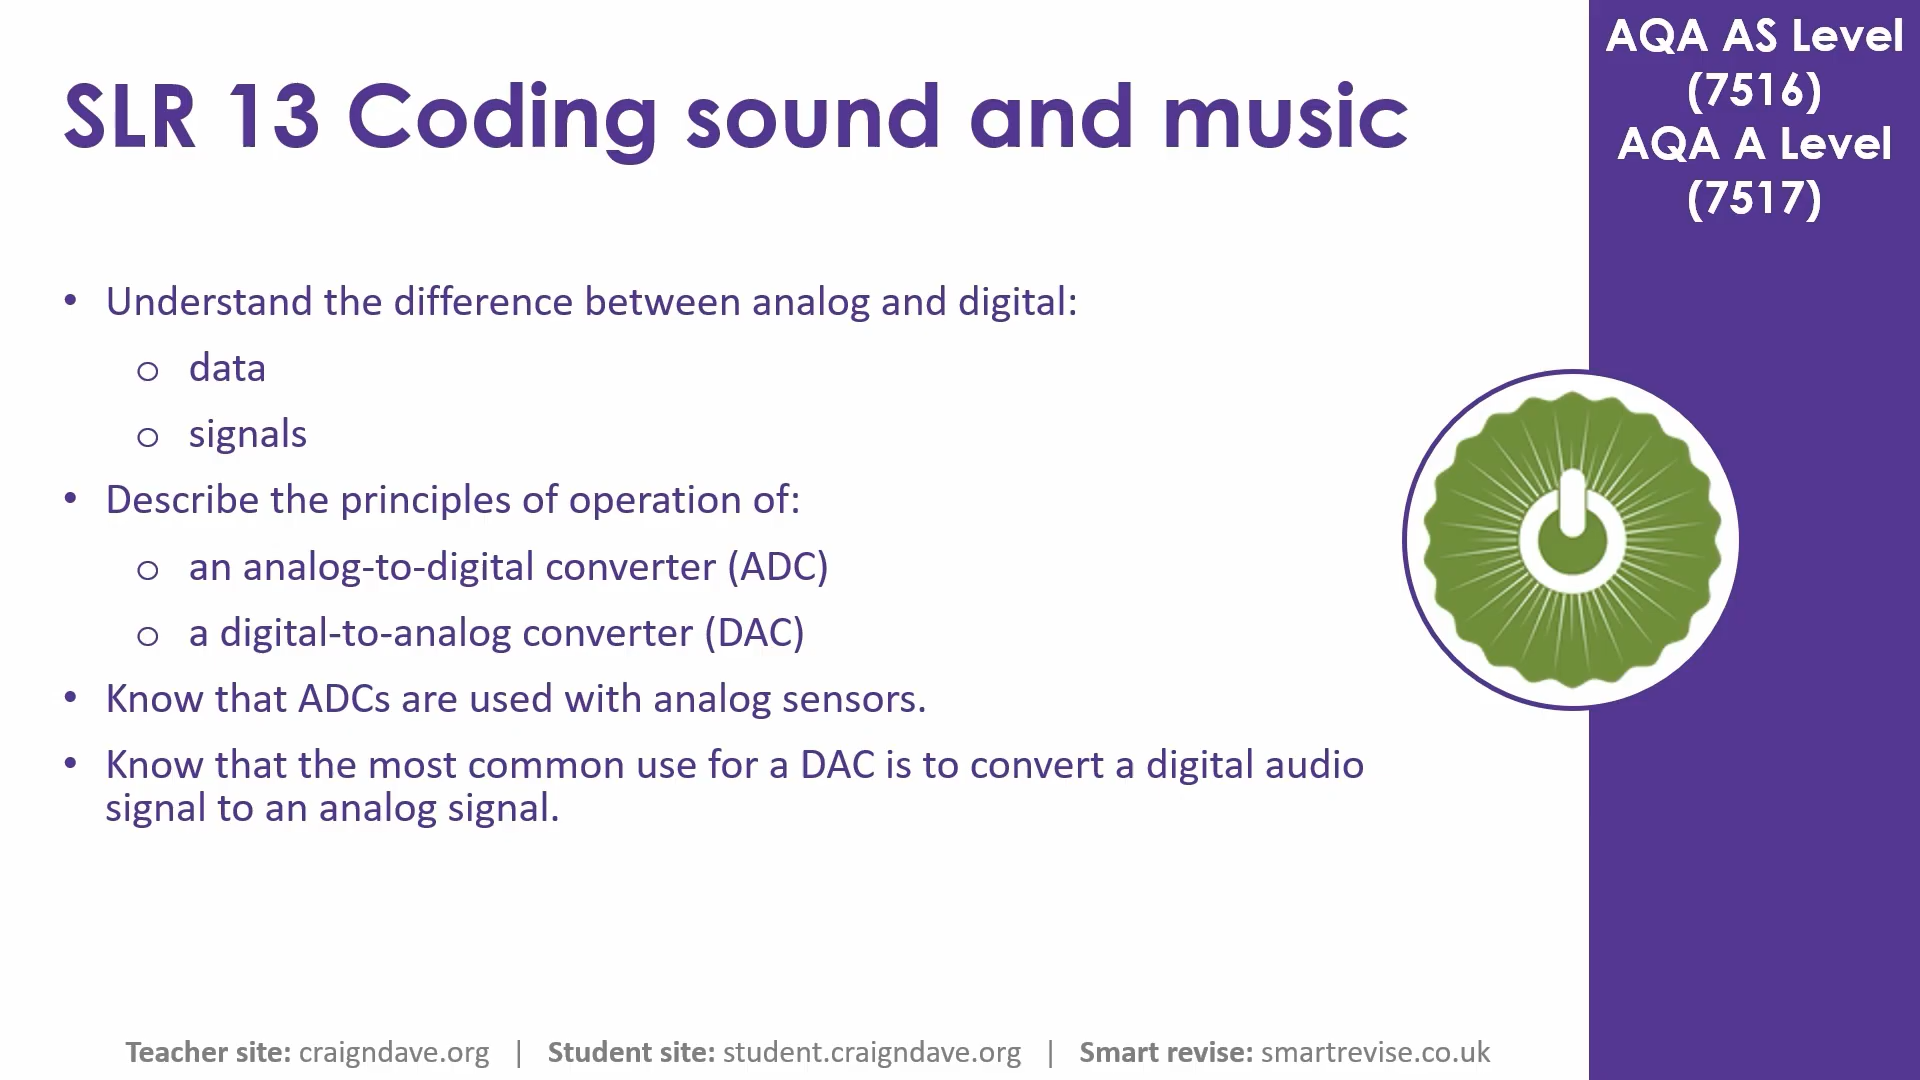 SLR 13 Coding sound and music
AQA AS Level
(7516)
AQA A Level
(7517)
• Understand the difference between analog and digital:
o data
o signals
• Describe the principles of operation of:
o an analog-to-digital converter (ADC)
o a digital-to-analog converter (DAC)
• Know that ADCs are used with analog sensors.
• Know that the most common use for a DAC is to convert a digital audio
signal to an analog signal.
Teacher site: craigndave.org | Student site: student.craigndave.org | Smart revise: smartrevise.co.uk